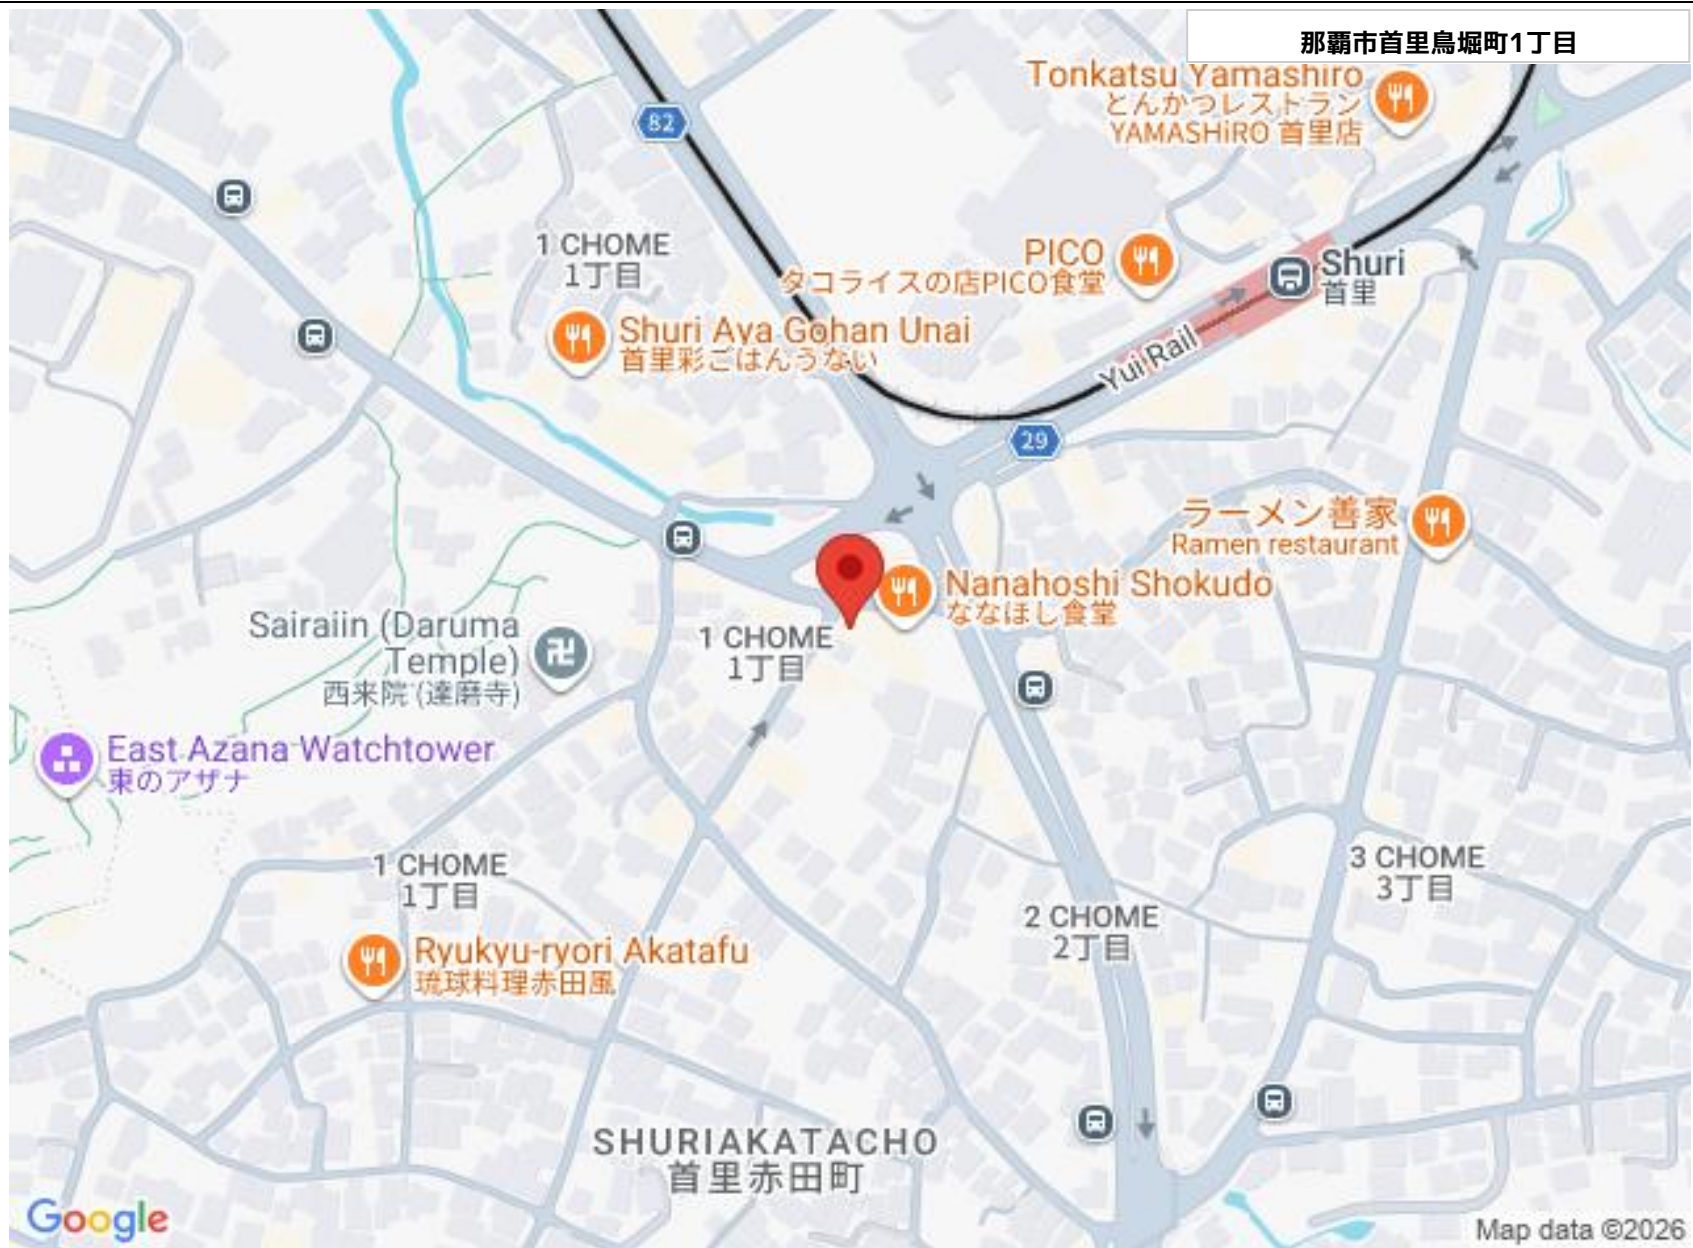 那覇市首里鳥堀町1丁目
Tonkatsu Yamashiro
とんかつレストラン
YAMASHiRO 首里店
82
1 CHOME
1丁目
PICO
タコライスの店PICO食堂
Shuri
首里
Shuri Aya Gohan Unai
首里彩ごはんうない
Yui Rail
29
ラーメン善家
Ramen restaurant
Nanahoshi Shokudo
ななほし食堂
Sairaiin (Daruma
Temple)
西来院 (達磨寺)
1 CHOME
1丁目
East Azana Watchtower
東のアザナ
1 CHOME
1丁目
3 CHOME
3丁目
2 CHOME
2丁目
Ryukyu-ryori Akatafu
琉球料理赤田風
SHURIAKATACHO
首里赤田町
Google
Map data ©2026